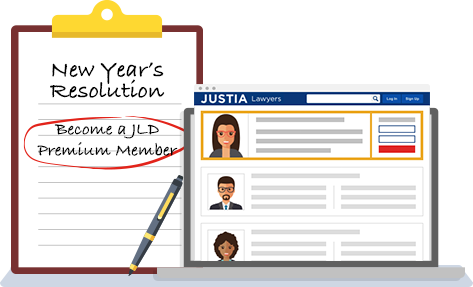 New Year's
Resolution
Become a JLD
Premium Member
JUSTIA Lawyers
Log In
Sign Up